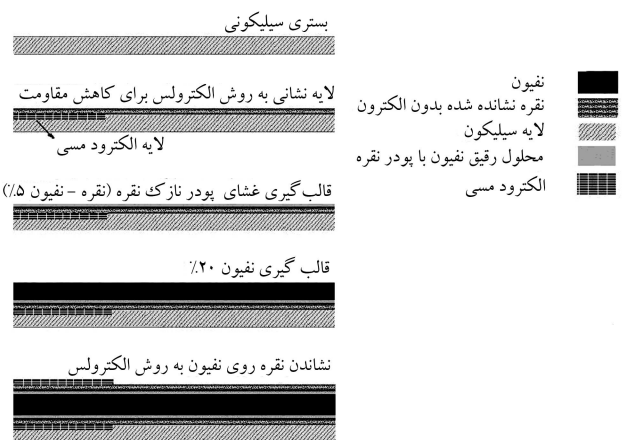 بستری سیلیکونی
لایه نشانی به روش الکترولس برای کاهش مقاومت
لایه الکترود مسی
قالب‌گیری غشای پودر نازک نقره (نقره - نفیون ۵٪)
قالب گیری نفیون ۲۰٪
نشاندن نقره روی نفیون به روش الکترولس
نفیون
نقره نشانده شده بدون الکترون
لایه سیلیکون
محلول رقیق نفیون با پودر نقره
الکترود مسی